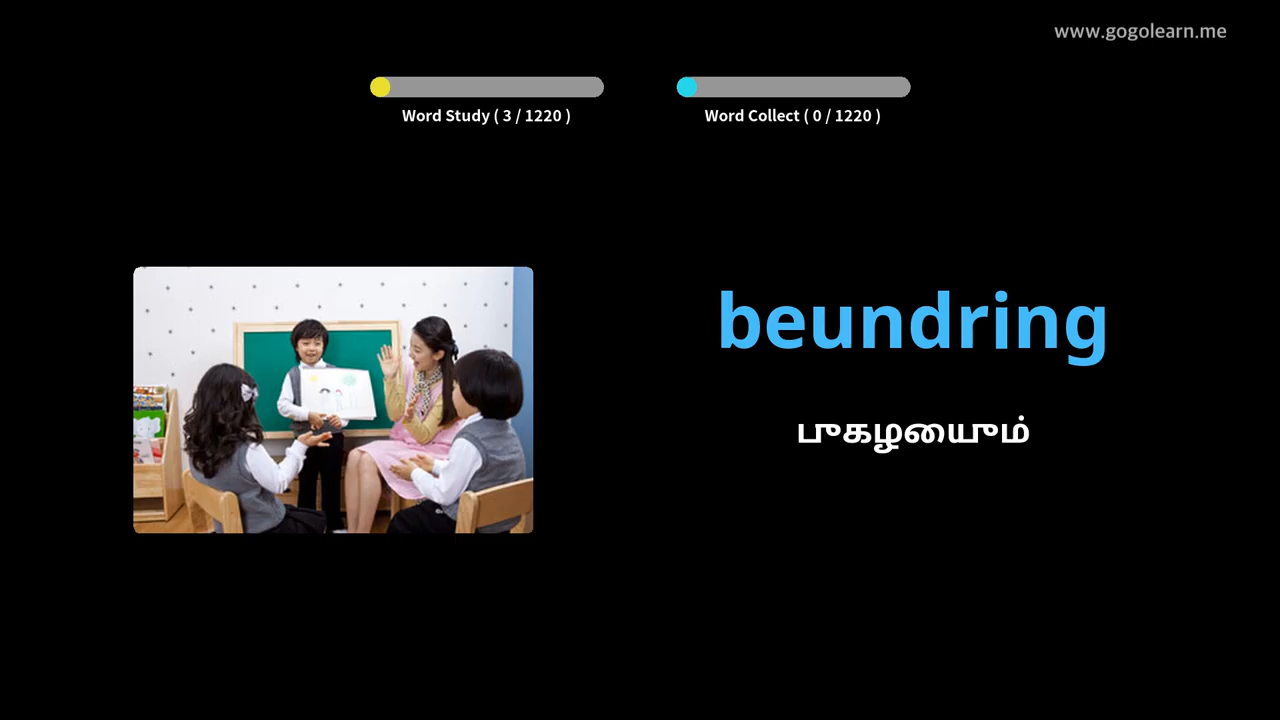 www.gogolearn.me
Word Study ( 3 / 1220 )
Word Collect ( 0 / 1220 )
beundring
புகழையும்